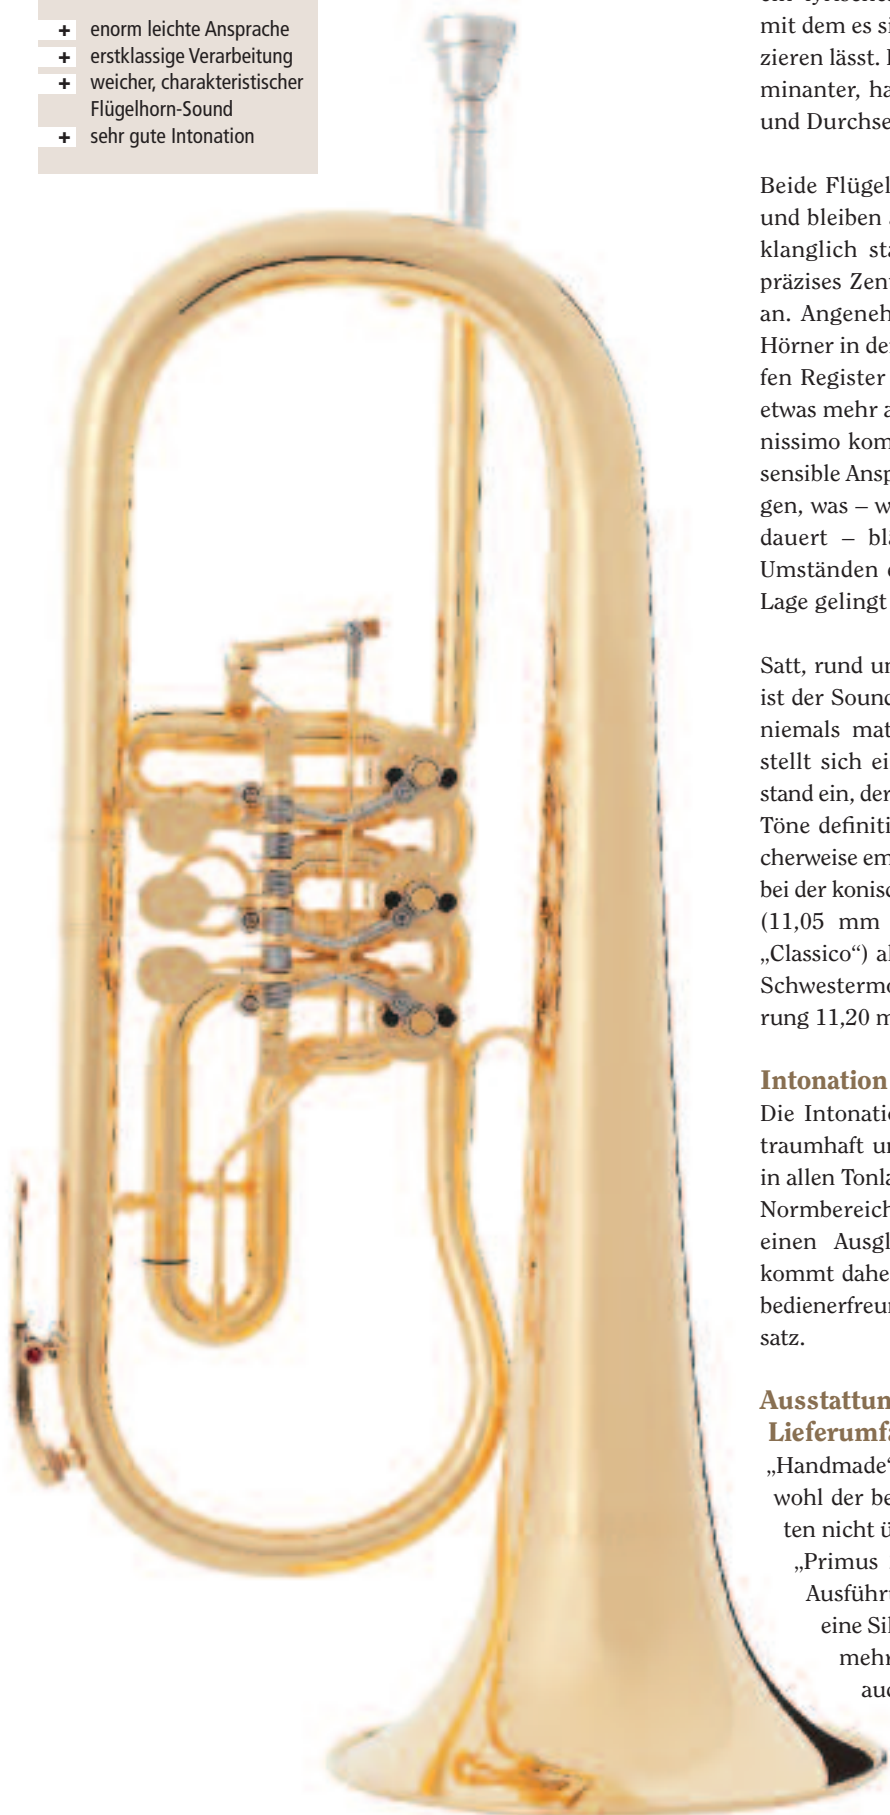 + enorm leichte Ansprache
+ erstklassige Verarbeitung
+ weicher, charakteristischer
Flügelhorn-Sound
+ sehr gute Intonation
mit dem es si
zieren lässt.
minanter, ha
und Durchse
Beide Flügel
und bleiben
klanglich sta
präzises Zen
an. Angeneh
Hörner in de
fen Register
etwas mehr a
nissimo kom
sensible Ansp
gen, was – w
dauert – bl
Umständen
Lage gelingt
Satt, rund u
ist der Sound
niemals mat
stellt sich ei
stand ein, der
Töne definiti
cherweise em
bei der konisc
(11,05 mm
„Classico“) al
Schwestermo
rung 11,20 m
Intonation
Die Intonatio
traumhaft un
in allen Tonla
Normbereich
einen Ausgl
kommt dahe
bedienerfreu
satz.
Ausstattun
Lieferumfa
„Handmade“
wohl der be
ten nicht ü
„Primus
Ausführ
eine Sil
mehr
auc